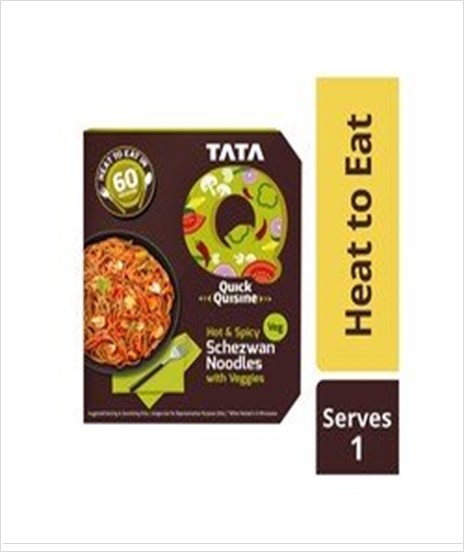 HEAT TO EAT IN
60
TATA
Quick
Quisine
Veg
Hot & Spicy
Schezwan
Noodles
with Veggies
Heat to Eat
Serves
1